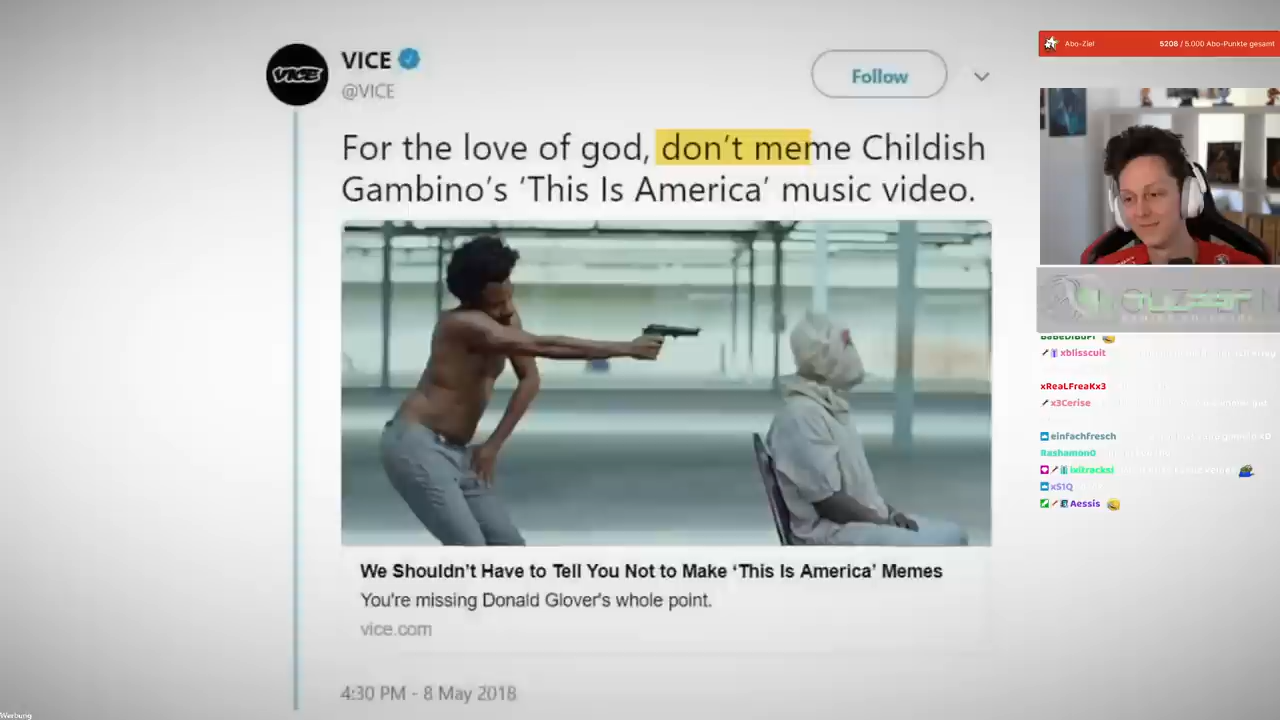 VICE
@VICE
Follow
For the love of god, don't meme Childish
Gambino's 'This Is America' music video.
We Shouldn't Have to Tell You Not to Make 'This Is America' Memes
You're missing Donald Glover's whole point.
vice.com
4:30 PM - 8 May 2018
Werbung
Abo-Ziel 5208 / 5.000 Abo-Punkte gesamt
xblisscuit
xReaLFreaKx3
x3Cerise
einfachfresch
Rashamon0
ixitracksi
xS1Q
Aessis